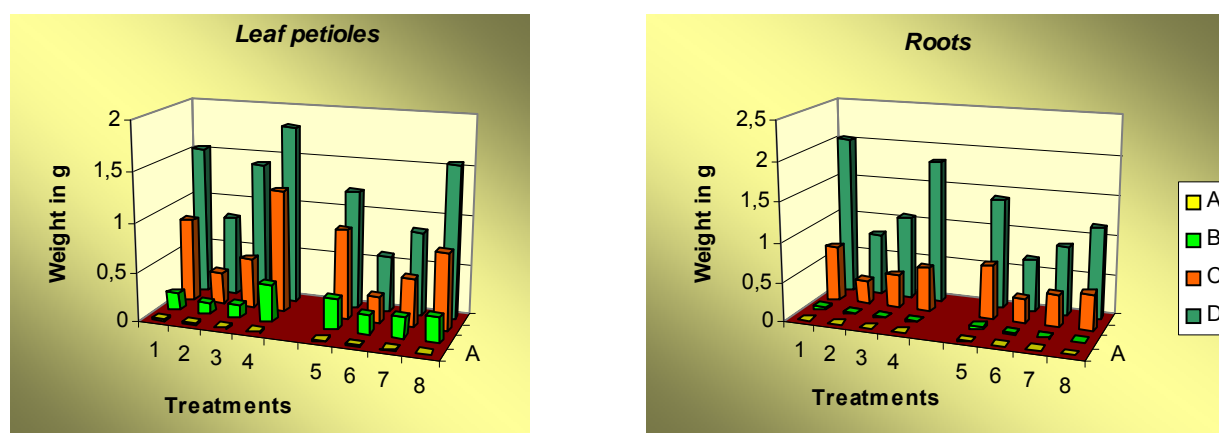 Leaf petioles
2
1,5
1
0,5
0
Weight in g
1 2 3 4 5 6 7 8
A
Treatments
Roots
2,5
2
1,5
1
0,5
0
Weight in g
1 2 3 4 5 6 7 8
A
Treatments
A
B
C
D